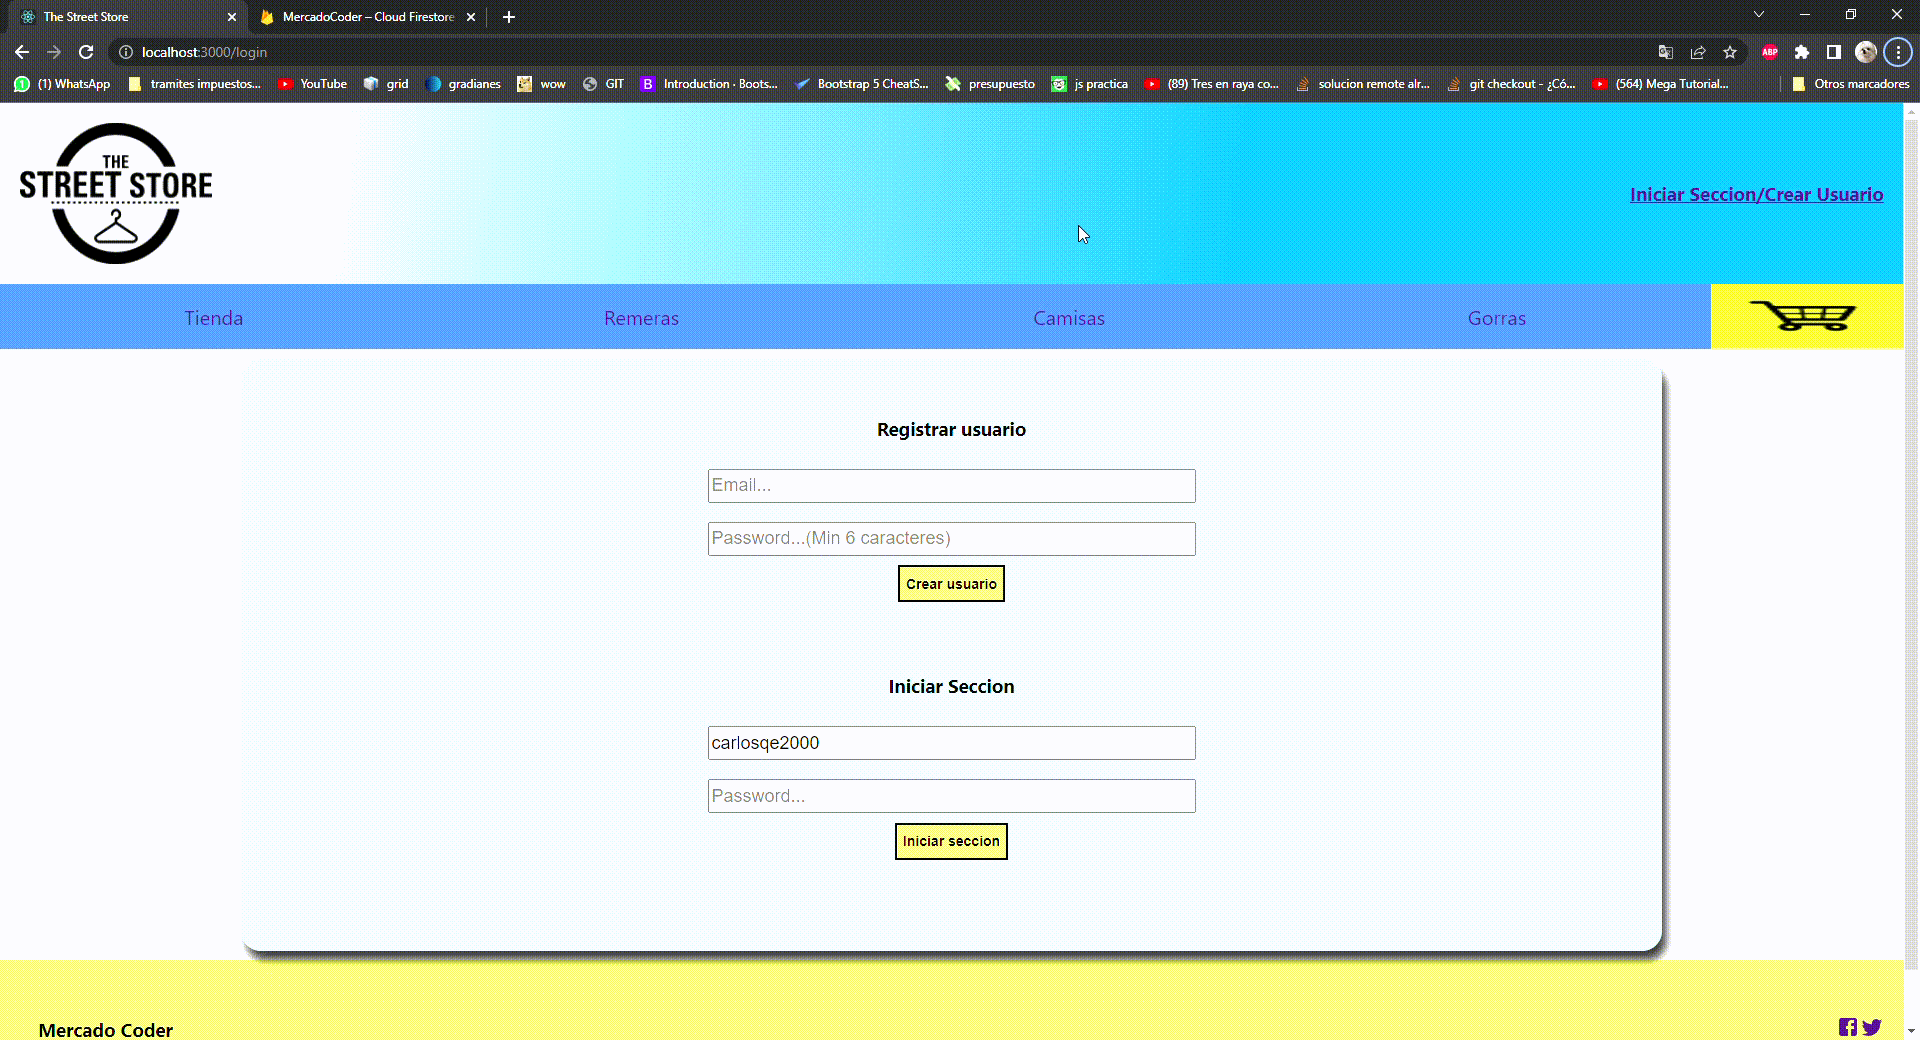 The Street Store
MercadoCoder – Cloud Firestore
localhost:3000/login
ABP
(1) WhatsApp
tramites impuestos...
YouTube
grid
gradianes
wow
GIT
B
Introduction · Boots...
Bootstrap 5 CheatS...
presupuesto
js practica
(89) Tres en raya co...
solucion remote alr...
git checkout - ¿Có...
(564) Mega Tutorial...
Otros marcadores
THE
STREET STORE
Iniciar Seccion/Crear Usuario
Tienda
Remeras
Camisas
Gorras
Registrar usuario
Email...
Password...(Min 6 caracteres)
Crear usuario
Iniciar Seccion
carlosqe2000
Password...
Iniciar seccion
Mercado Coder